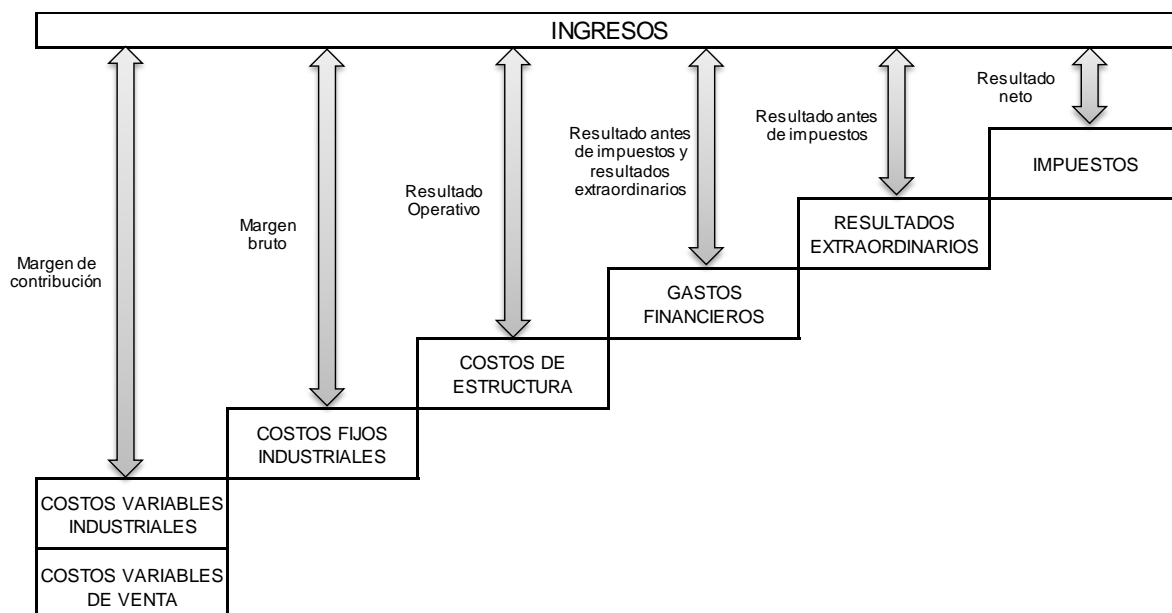 INGRESOS
Resultado
neto
Resultado antes
de impuestos
Resultado antes
de impuestos y
resultados
extraordinarios
IMPUESTOS
Resultado
Operativo
Margen
bruto
RESULTADOS
EXTRAORDINARIOS
Margen de
contribución
GASTOS
FINANCIEROS
COSTOS DE
ESTRUCTURA
COSTOS FIJOS
INDUSTRIALES
COSTOS VARIABLES
INDUSTRIALES
COSTOS VARIABLES
DE VENTA